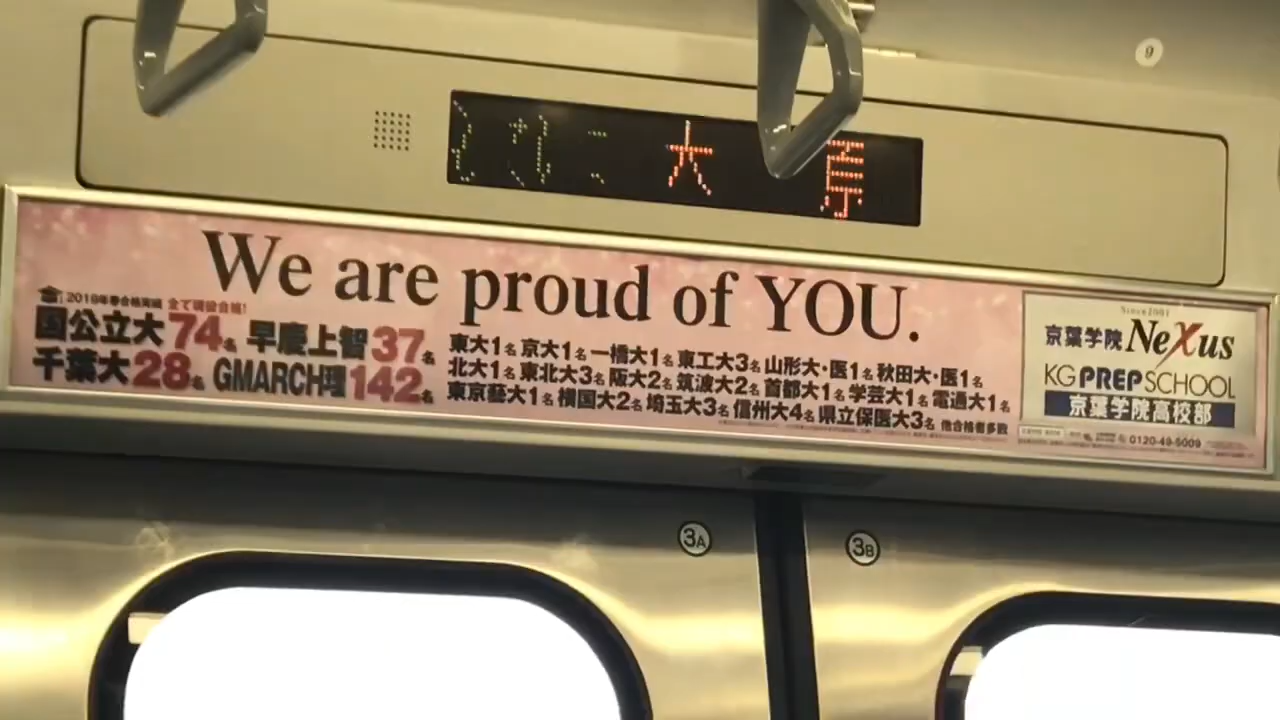 9
つぎは 大 原
We are proud of YOU.
2019年春合格実績 全て現役合格!
国公立大74名 早慶上智37名
千葉大28名 GMARCH理142名
東大1名 京大1名 一橋大1名 東工大3名 山形大・医1名 秋田大・医1名
北大1名 東北大3名 阪大2名 筑波大2名 首都大1名 学芸大1名 電通大1名
東京藝大1名 横国大2名 埼玉大3名 信州大4名 県立保医大3名 他合格者多数
Since2001
京葉学院 NeXus
KG PREP SCHOOL
京葉学院高校部
0120-49-5009
3A
3B